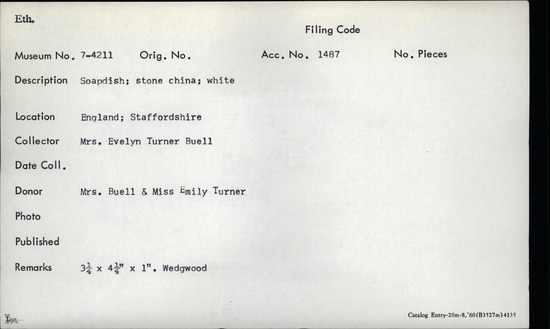 Eth.
Filing Code
Museum No. 7-4211 Orig. No. Acc. No. 1487 No. Pieces
Description Soapdish; stone china; white
Location England; Staffordshire
Collector Mrs. Evelyn Turner Buell
Date Coll.
Donor Mrs. Buell & Miss Emily Turner
Photo
Published
Remarks 3¼ x 4¼" x 1". Wedgwood
Catalog Entry-20m-8,'60(B3527m)4135